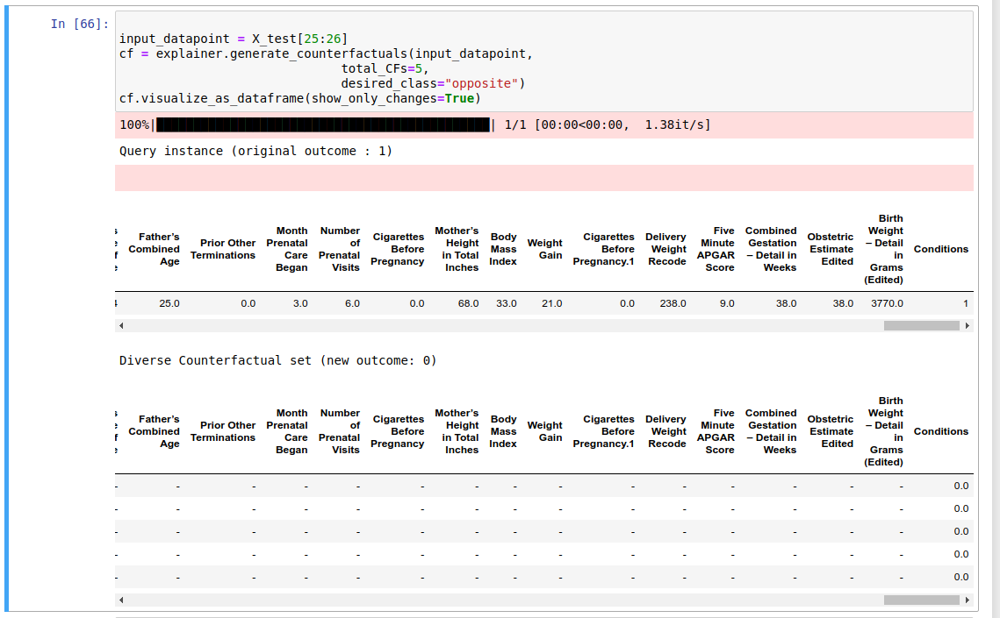 In [66]:
input_datapoint = X_test[25:26]
cf = explainer.generate_counterfactuals(input_datapoint,
total_CFs=5,
desired_class="opposite")
cf.visualize_as_dataframe(show_only_changes=True)
100%| | 1/1 [00:00<00:00, 1.38it/s]
Query instance (original outcome : 1)
Father’s Combined Age Prior Other Terminations Month Prenatal Care Began Number of Prenatal Visits Cigarettes Before Pregnancy Mother’s Height in Total Inches Body Mass Index Weight Gain Cigarettes Before Pregnancy.1 Delivery Weight Recode Five Minute APGAR Score Combined Gestation – Detail in Weeks Obstetric Estimate Edited Birth Weight – Detail in Grams (Edited) Conditions
25.0 0.0 3.0 6.0 0.0 68.0 33.0 21.0 0.0 238.0 9.0 38.0 38.0 3770.0 1
Diverse Counterfactual set (new outcome: 0)
Father’s Combined Age Prior Other Terminations Month Prenatal Care Began Number of Prenatal Visits Cigarettes Before Pregnancy Mother’s Height in Total Inches Body Mass Index Weight Gain Cigarettes Before Pregnancy.1 Delivery Weight Recode Five Minute APGAR Score Combined Gestation – Detail in Weeks Obstetric Estimate Edited Birth Weight – Detail in Grams (Edited) Conditions
- - - - - - - - - - - - - - - 0.0
- - - - - - - - - - - - - - - 0.0
- - - - - - - - - - - - - - - 0.0
- - - - - - - - - - - - - - - 0.0
- - - - - - - - - - - - - - - 0.0